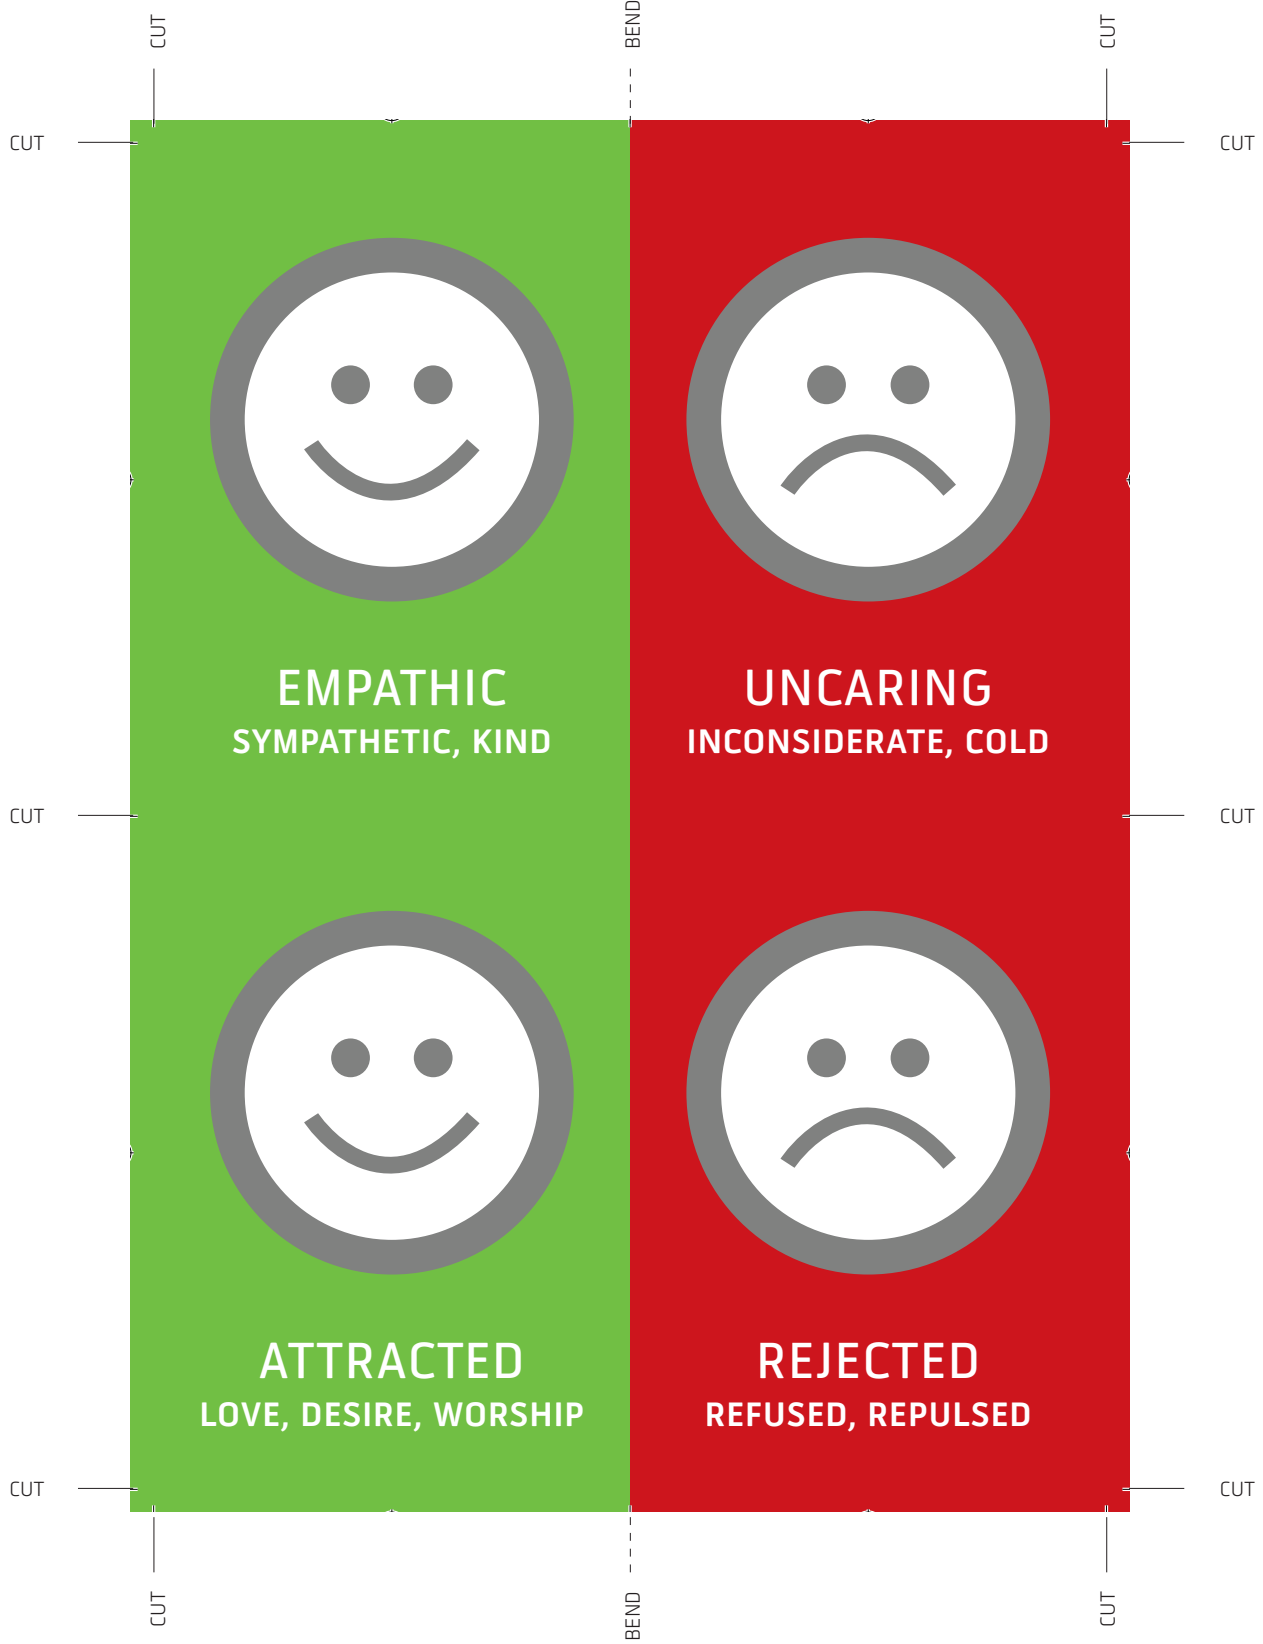 CUT
BEND
CUT
CUT
CUT
EMPATHIC
SYMPATHETIC, KIND
UNCARING
INCONSIDERATE, COLD
CUT
CUT
ATTRACTED
LOVE, DESIRE, WORSHIP
REJECTED
REFUSED, REPULSED
CUT
CUT
CUT
BEND
CUT